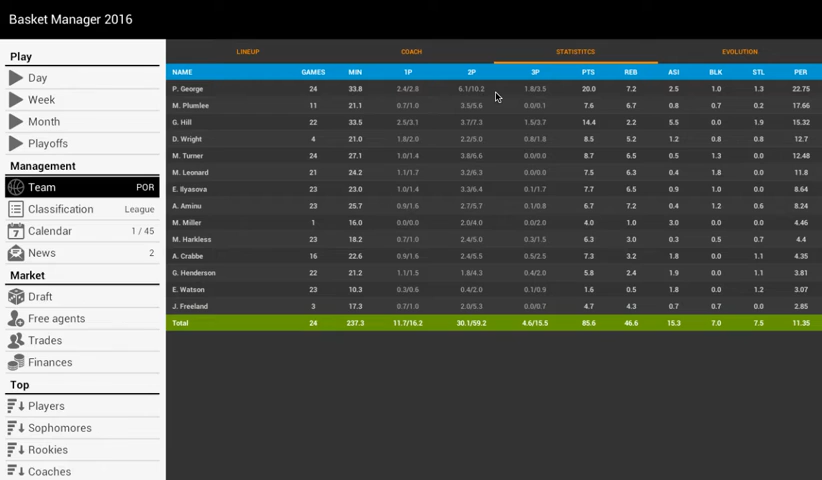 Basket Manager 2016
Play
Day
Week
Month
Playoffs
Management
Team POR
Classification League
Calendar 1 / 45
News 2
Market
Draft
Free agents
Trades
Finances
Top
Players
Sophomores
Rookies
Coaches
LINEUP COACH STATISTITCS EVOLUTION
NAME GAMES MIN 1P 2P 3P PTS REB ASI BLK STL PER
P. George 24 33.8 2.4/2.8 6.1/10.2 1.8/3.5 20.0 7.2 2.5 1.0 1.3 22.75
M. Plumlee 11 21.1 0.7/1.0 3.5/5.6 0.0/0.1 7.6 6.7 0.8 0.7 0.2 17.66
G. Hill 22 33.5 2.5/3.1 3.7/7.3 1.5/3.7 14.4 2.2 5.5 0.0 1.9 15.32
D. Wright 4 21.0 1.8/2.0 2.2/5.0 0.8/1.8 8.5 5.2 1.2 0.8 0.8 12.7
M. Turner 24 27.1 1.0/1.4 3.8/6.6 0.0/0.0 8.7 6.5 0.5 1.3 0.0 12.48
M. Leonard 21 24.2 1.1/1.7 3.2/6.3 0.0/0.0 7.5 6.3 0.4 1.8 0.0 11.8
E. Ilyasova 23 23.0 1.0/1.4 3.3/6.4 0.1/1.7 7.7 6.5 0.9 1.0 0.0 8.64
A. Aminu 23 25.7 0.9/1.6 2.7/5.7 0.1/0.8 6.7 7.2 0.4 1.2 0.6 8.24
M. Miller 1 16.0 0.0/0.0 2.0/4.0 0.0/2.0 4.0 1.0 3.0 0.0 0.0 4.46
M. Harkless 23 18.2 0.7/1.0 2.4/5.0 0.3/1.5 6.3 3.0 0.3 0.5 0.7 4.4
A. Crabbe 16 22.6 0.9/1.6 2.4/5.5 0.5/2.5 7.3 3.2 1.8 0.0 1.1 4.35
G. Henderson 22 21.2 1.1/1.5 1.8/4.3 0.4/2.0 5.8 2.4 1.9 0.0 1.1 3.81
E. Watson 23 10.3 0.3/0.6 0.4/2.0 0.1/0.9 1.6 0.5 1.8 0.0 1.2 3.07
J. Freeland 3 17.3 0.7/1.0 2.0/5.3 0.0/0.7 4.7 4.3 0.7 0.7 0.0 2.85
Total 24 237.3 11.7/16.2 30.1/59.2 4.6/15.5 85.6 46.6 15.3 7.0 7.5 11.35